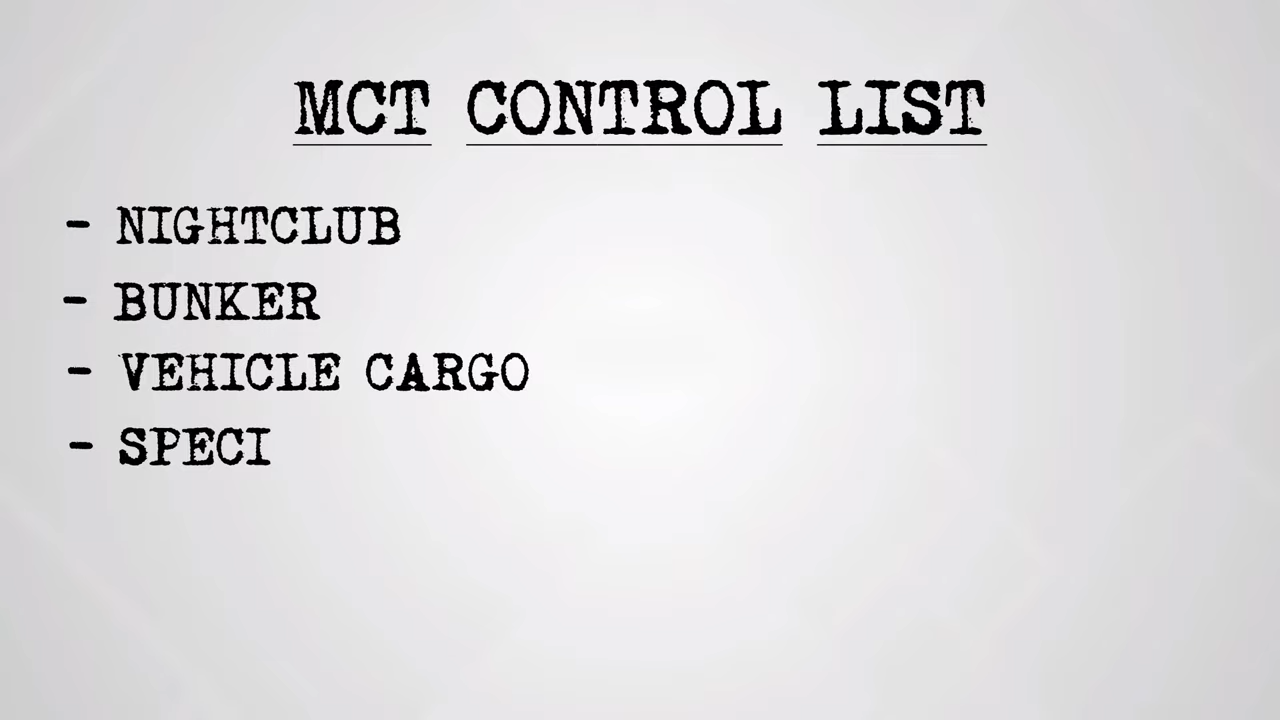 MCT CONTROL LIST
- NIGHTCLUB
- BUNKER
- VEHICLE CARGO
- SPECI